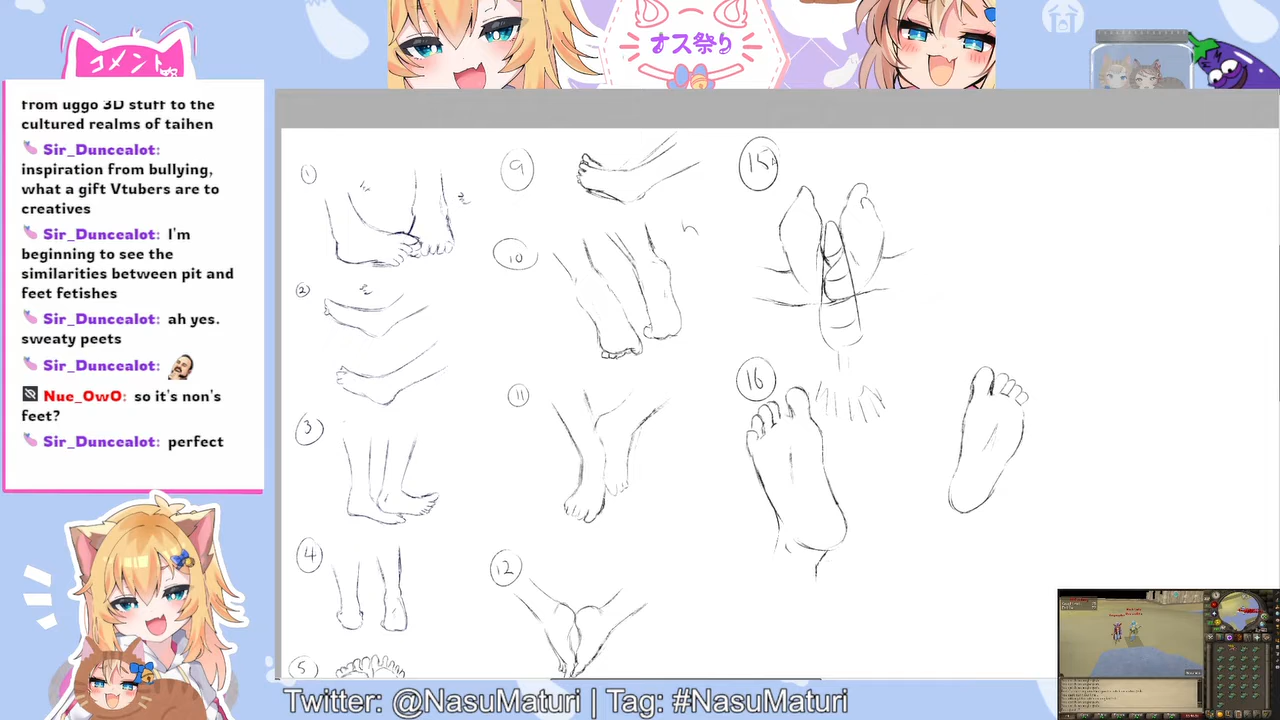 コメント
from uggo 3D stuff to the
cultured realms of taihen
Sir_Duncealot:
inspiration from bullying,
what a gift Vtubers are to
creatives
Sir_Duncealot: I'm
beginning to see the
similarities between pit and
feet fetishes
Sir_Duncealot: ah yes.
sweaty peets
Sir_Duncealot:
Nue_OwO: so it's non's
feet?
Sir_Duncealot: perfect
ナス祭り
1
2
3
4
5
9
10
11
12
15
16
Twitter @NasuMaturi | Tag: #NasuMaturi